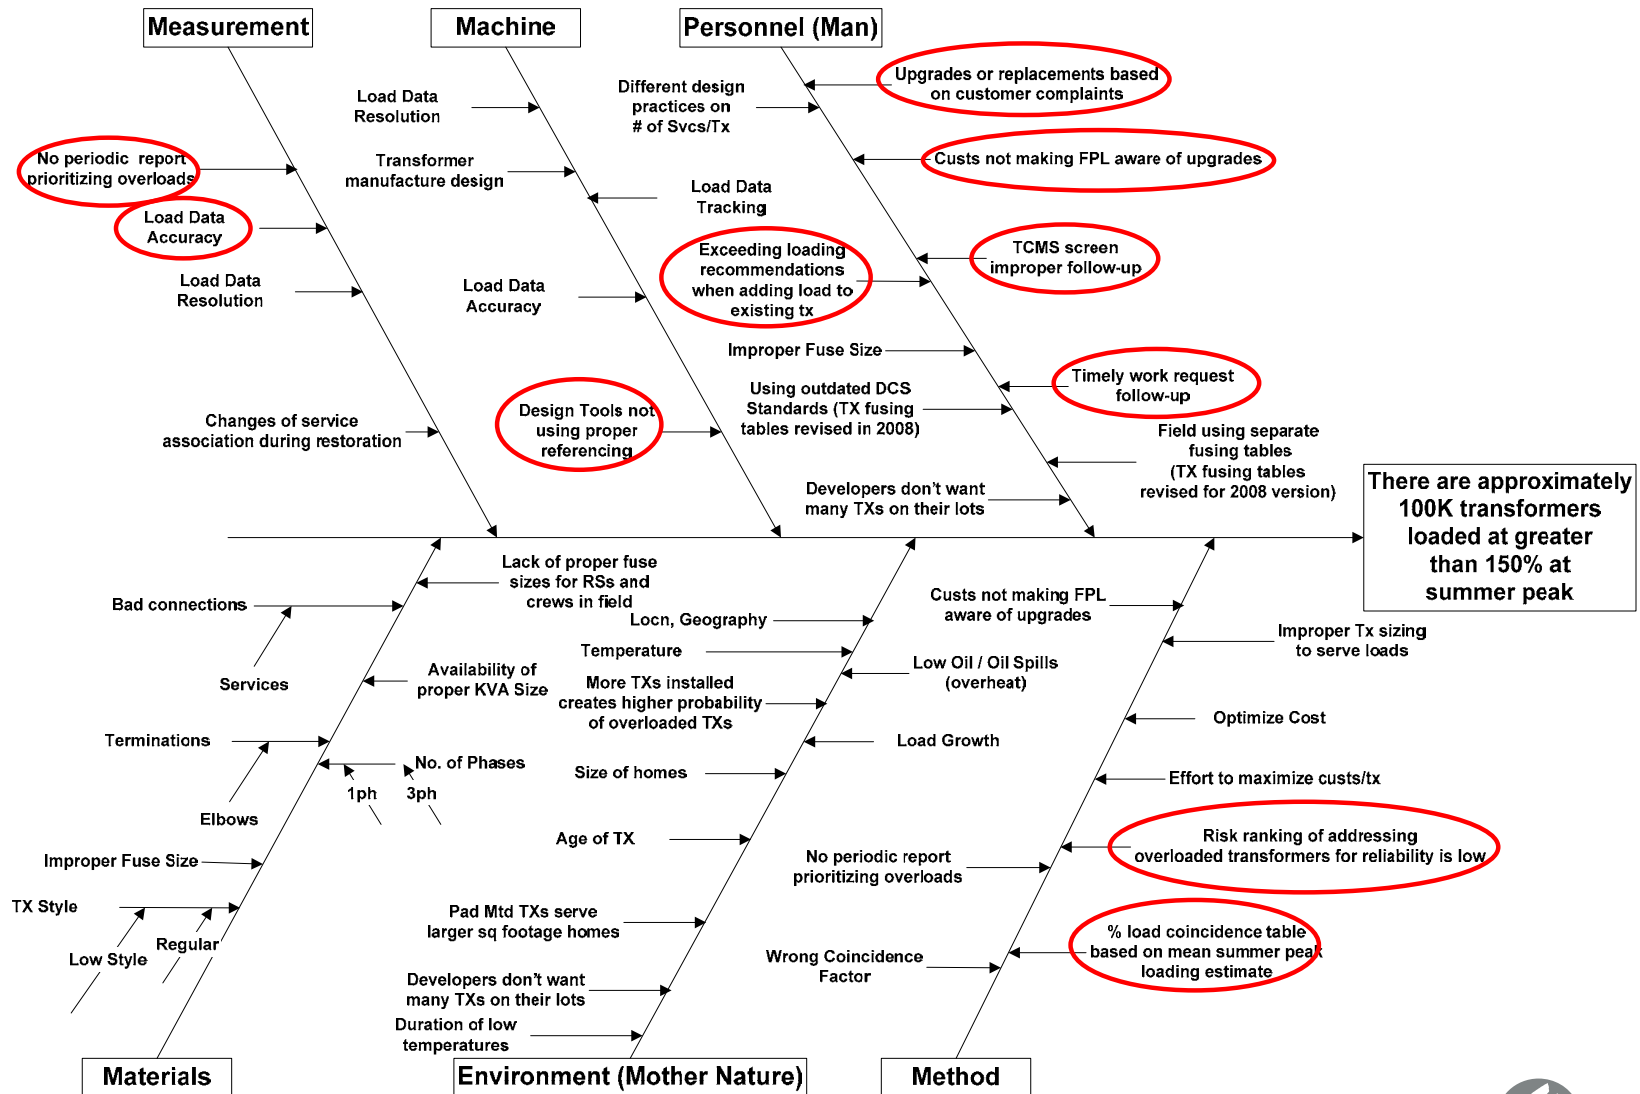 Measurement
Machine
Personnel (Man)
Load Data
Resolution
Different design
practices on
# of Svcs/Tx
Upgrades or replacements based
on customer complaints
No periodic report
prioritizing overloads
Transformer
manufacture design
Custs not making FPL aware of upgrades
Load Data
Tracking
Load Data
Accuracy
Exceeding loading
recommendations
when adding load to
existing tx
TCMS screen
improper follow-up
Load Data
Resolution
Load Data
Accuracy
Improper Fuse Size
Timely work request
follow-up
Using outdated DCS
Standards (TX fusing
tables revised in 2008)
Changes of service
association during restoration
Design Tools not
using proper
referencing
Field using separate
fusing tables
(TX fusing tables
revised for 2008 version)
Developers don't want
many TXs on their lots
There are approximately
100K transformers
loaded at greater
than 150% at
summer peak
Lack of proper fuse
sizes for RSs and
crews in field
Bad connections
Locn, Geography
Custs not making FPL
aware of upgrades
Improper Tx sizing
to serve loads
Services
Availability of
proper KVA Size
Temperature
Low Oil / Oil Spills
(overheat)
More TXs installed
creates higher probability
of overloaded TXs
Optimize Cost
Terminations
No. of Phases
1ph
3ph
Load Growth
Size of homes
Effort to maximize custs/tx
Elbows
Age of TX
Risk ranking of addressing
overloaded transformers for reliability is low
Improper Fuse Size
No periodic report
prioritizing overloads
TX Style
Regular
Low Style
Pad Mtd TXs serve
larger sq footage homes
% load coincidence table
based on mean summer peak
loading estimate
Wrong Coincidence
Factor
Developers don't want
many TXs on their lots
Duration of low
temperatures
Materials
Environment (Mother Nature)
Method